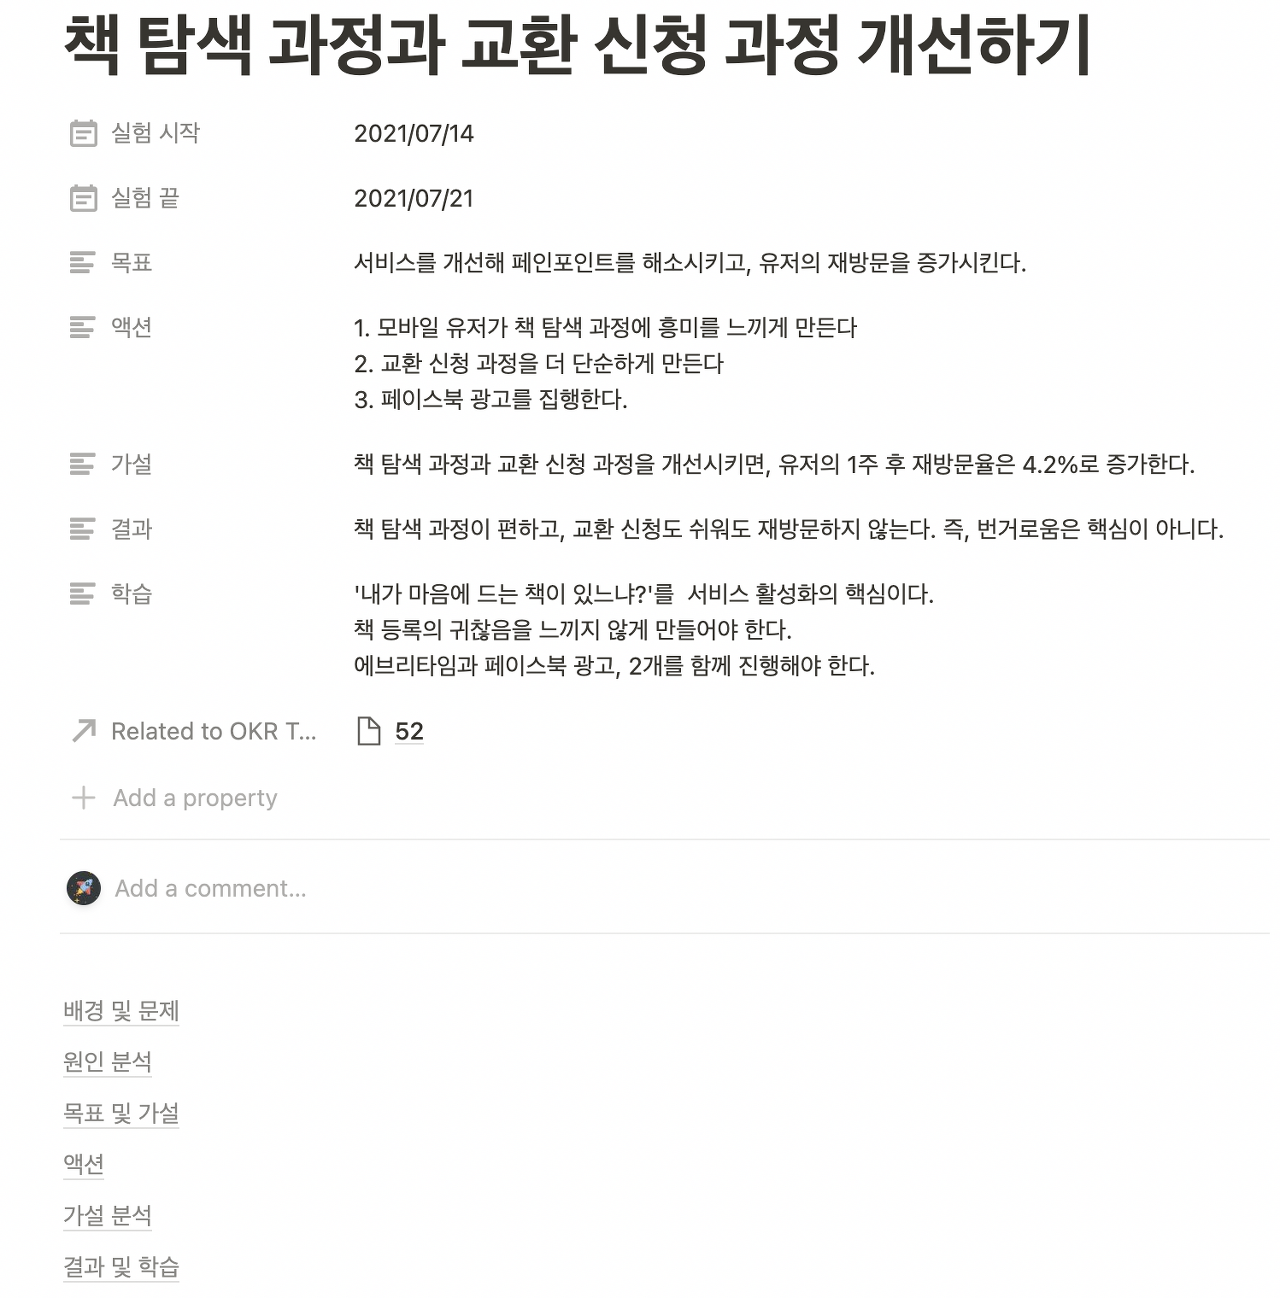 책 탐색 과정과 교환 신청 과정 개선하기
실험 시작 2021/07/14
실험 끝 2021/07/21
목표 서비스를 개선해 페인포인트를 해소시키고, 유저의 재방문을 증가시킨다.
액션 1. 모바일 유저가 책 탐색 과정에 흥미를 느끼게 만든다
2. 교환 신청 과정을 더 단순하게 만든다
3. 페이스북 광고를 집행한다.
가설 책 탐색 과정과 교환 신청 과정을 개선시키면, 유저의 1주 후 재방문율은 4.2%로 증가한다.
결과 책 탐색 과정이 편하고, 교환 신청도 쉬워도 재방문하지 않는다. 즉, 번거로움은 핵심이 아니다.
학습 '내가 마음에 드는 책이 있느냐?'를  서비스 활성화의 핵심이다.
책 등록의 귀찮음을 느끼지 않게 만들어야 한다.
에브리타임과 페이스북 광고, 2개를 함께 진행해야 한다.
Related to OKR T... 52
Add a property
Add a comment...
배경 및 문제
원인 분석
목표 및 가설
액션
가설 분석
결과 및 학습